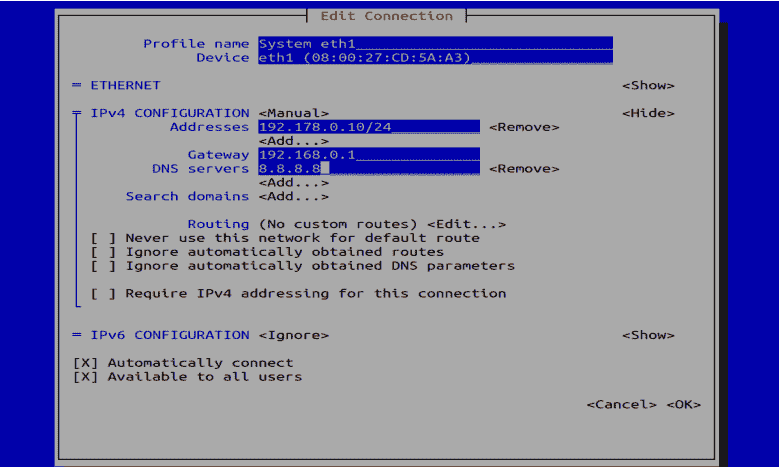 Edit Connection
Profile name System eth1
Device eth1 (08:00:27:CD:5A:A3)
= ETHERNET <Show>
IPv4 CONFIGURATION <Manual> <Hide>
Addresses 192.178.0.10/24 <Remove>
<Add...>
Gateway 192.168.0.1
DNS servers 8.8.8.8 <Remove>
<Add...>
Search domains <Add...>
Routing (No custom routes) <Edit...>
[ ] Never use this network for default route
[ ] Ignore automatically obtained routes
[ ] Ignore automatically obtained DNS parameters
[ ] Require IPv4 addressing for this connection
= IPv6 CONFIGURATION <Ignore> <Show>
[X] Automatically connect
[X] Available to all users
<Cancel> <OK>